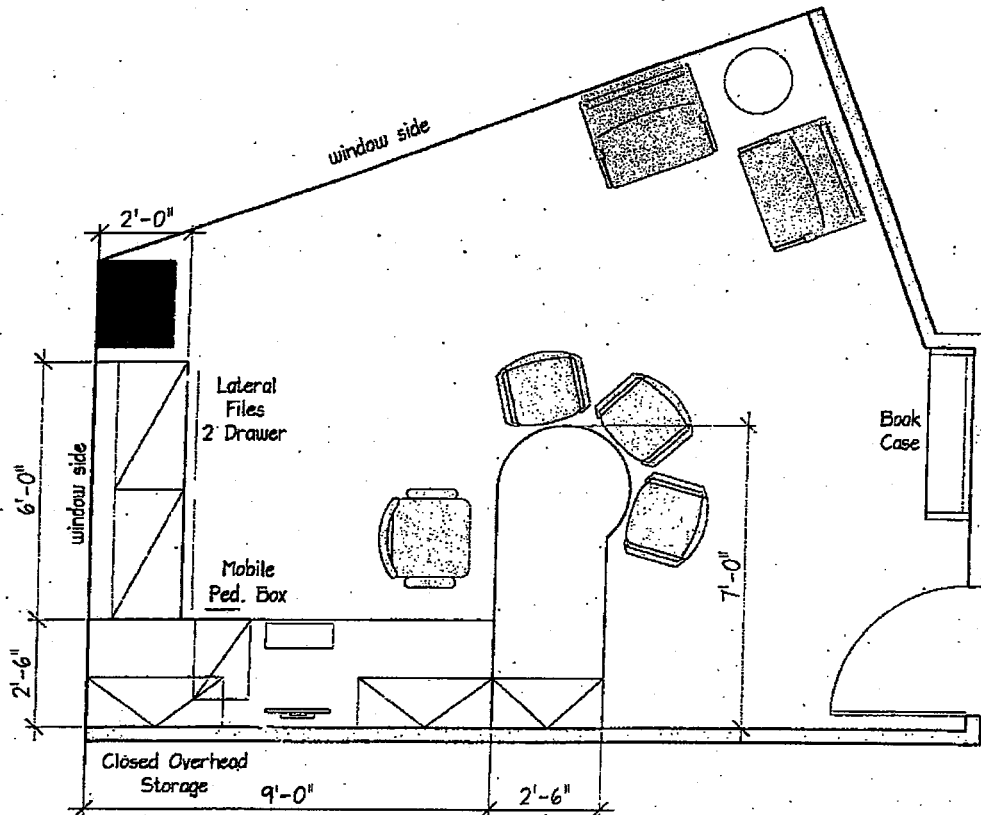 window side
2'-0"
Lateral
Files
2 Drawer
Book
Case
6'-0"
window side
Mobile
Ped. Box
7'-0"
2'-6"
Closed Overhead
Storage
9'-0"
2'-6"